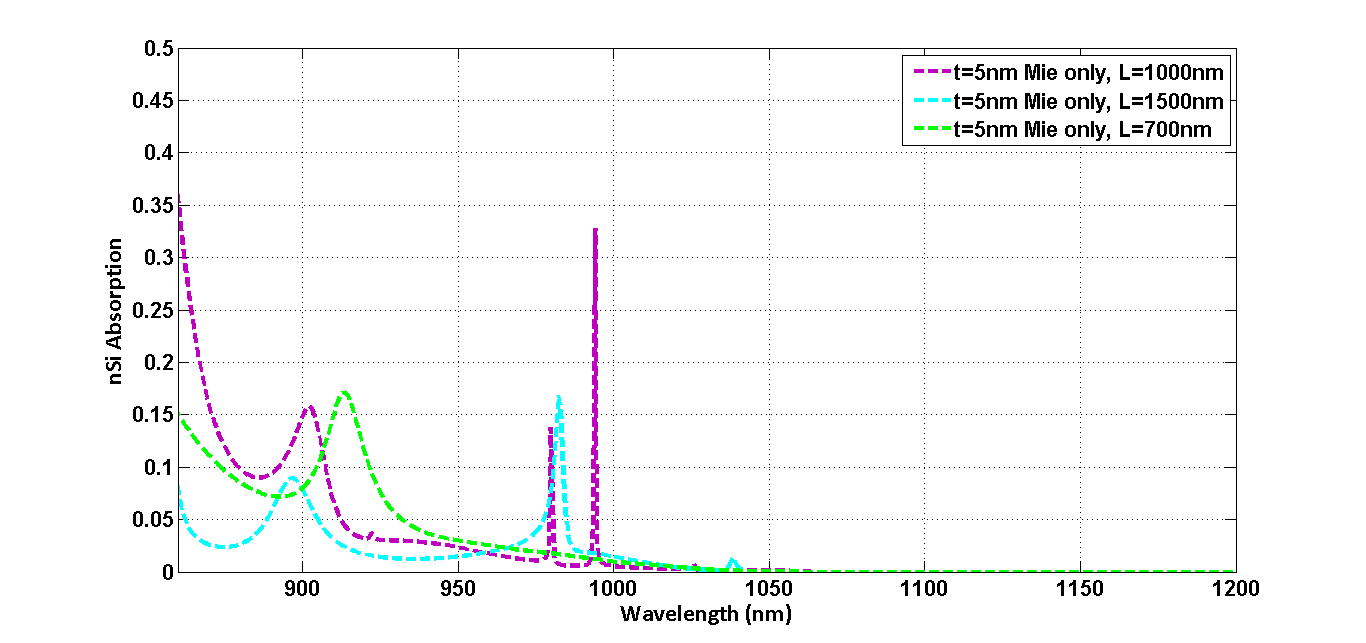 0.5
0.45
0.4
0.35
0.3
0.25
0.2
0.15
0.1
0.05
0
nSi Absorption
t=5nm Mie only, L=1000nm
t=5nm Mie only, L=1500nm
t=5nm Mie only, L=700nm
900 950 1000 1050 1100 1150 1200
Wavelength (nm)